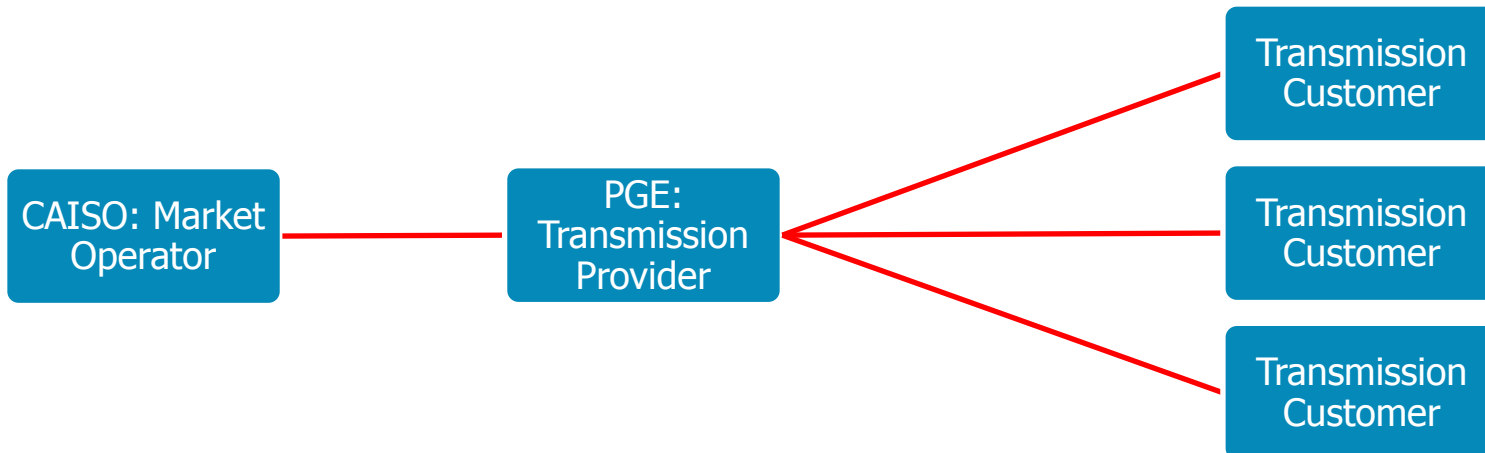 CAISO: Market
Operator
PGE:
Transmission
Provider
Transmission
Customer
Transmission
Customer
Transmission
Customer